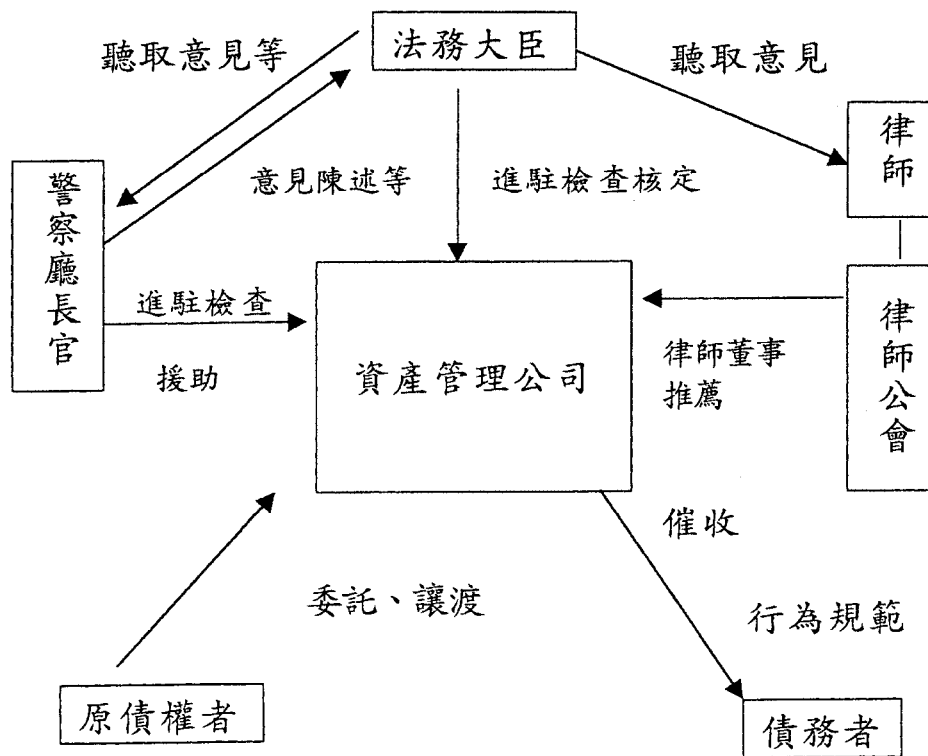 法務大臣
聽取意見等
聽取意見
律師
警察廳長官
意見陳述等
進駐檢查核定
進駐檢查
援助
資產管理公司
律師董事
推薦
律師公會
催收
委託、讓渡
行為規範
原債權者
債務者